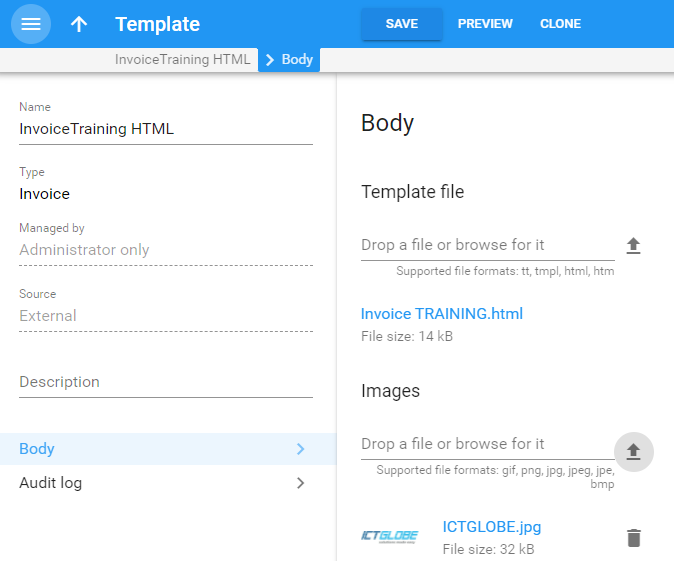 Template
SAVE
PREVIEW
CLONE
InvoiceTraining HTML
Body
Name
InvoiceTraining HTML
Type
Invoice
Managed by
Administrator only
Source
External
Description
Body
Audit log
Body
Template file
Drop a file or browse for it
Supported file formats: tt, tmpl, html, htm
Invoice TRAINING.html
File size: 14 kB
Images
Drop a file or browse for it
Supported file formats: gif, png, jpg, jpeg, jpe,
bmp
ICTGLOBE
ICTGLOBE.jpg
File size: 32 kB